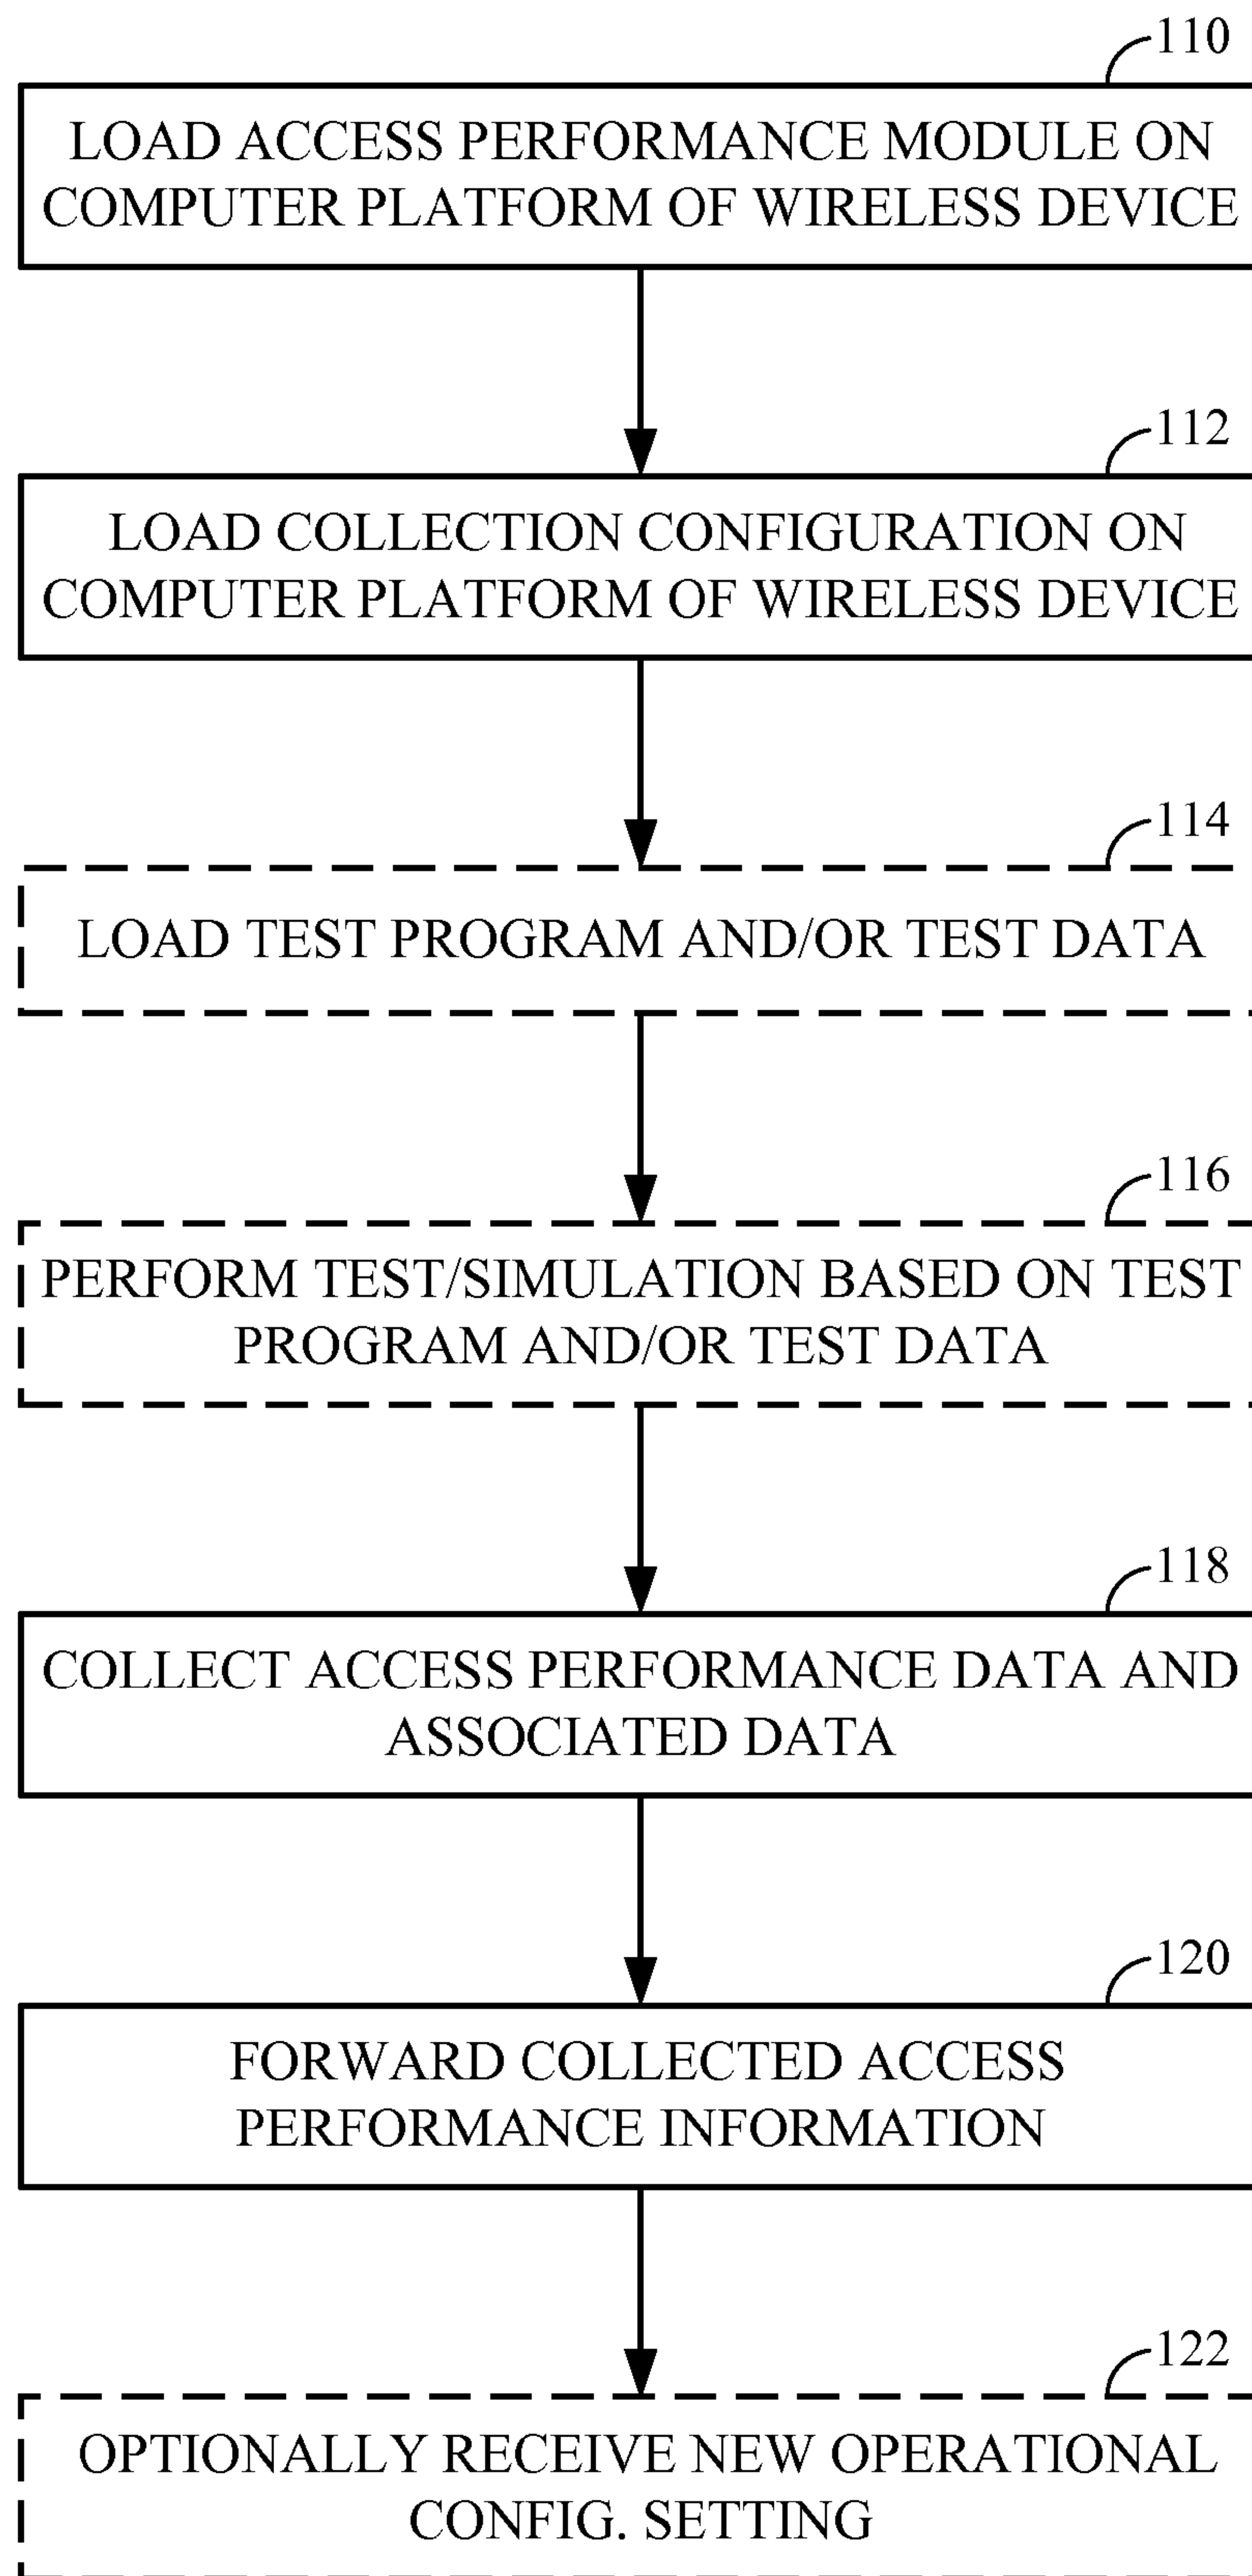 110
LOAD ACCESS PERFORMANCE MODULE ON
COMPUTER PLATFORM OF WIRELESS DEVICE
112
LOAD COLLECTION CONFIGURATION ON
COMPUTER PLATFORM OF WIRELESS DEVICE
114
LOAD TEST PROGRAM AND/OR TEST DATA
116
PERFORM TEST/SIMULATION BASED ON TEST
PROGRAM AND/OR TEST DATA
118
COLLECT ACCESS PERFORMANCE DATA AND
ASSOCIATED DATA
120
FORWARD COLLECTED ACCESS
PERFORMANCE INFORMATION
122
OPTIONALLY RECEIVE NEW OPERATIONAL
CONFIG. SETTING